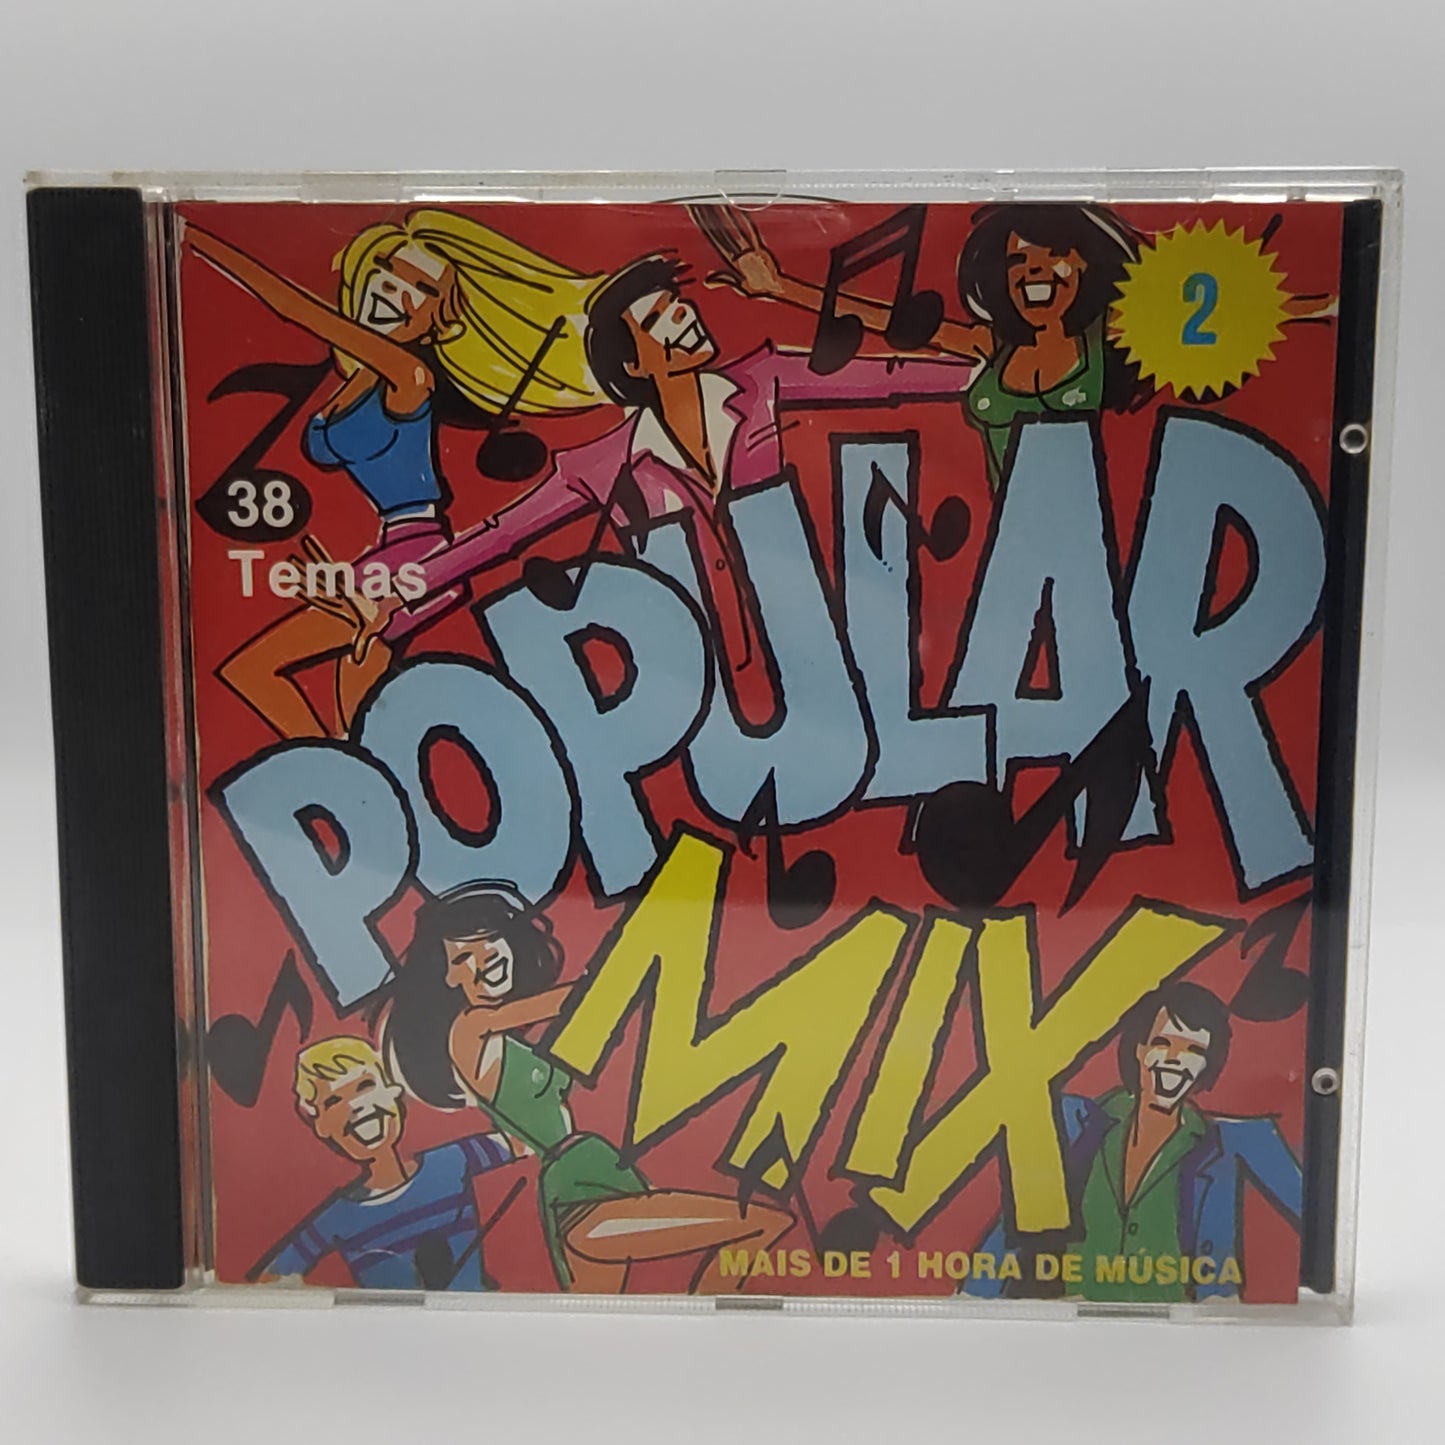 2
38
Temas
POPULAR
MIX
MAIS DE 1 HORA DE MÚSICA